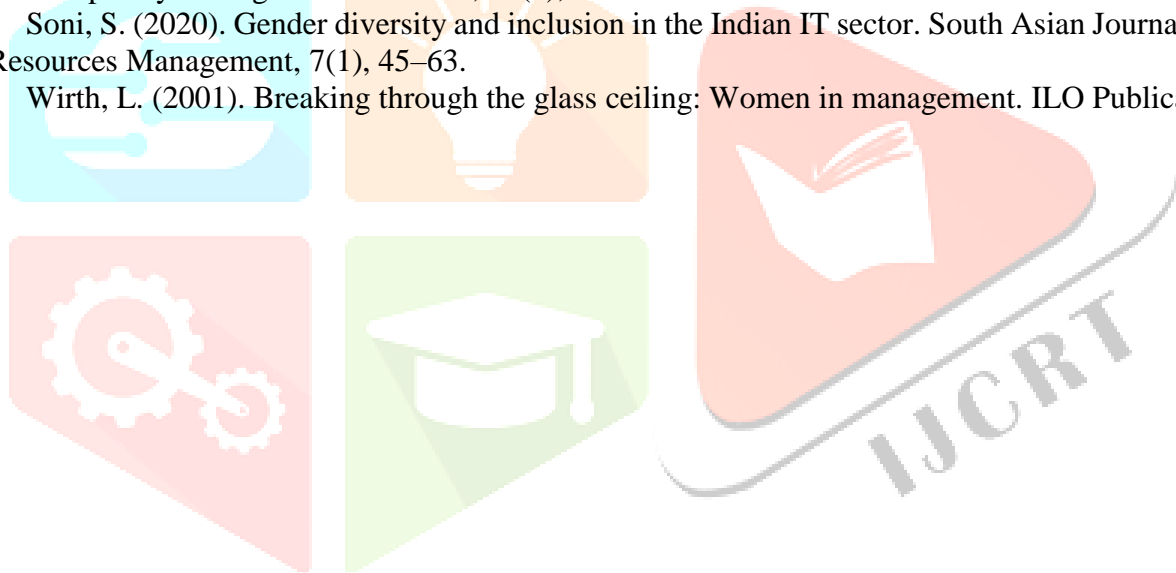 Soni, S. (2020). Gender diversity and inclusion in the Indian IT sector. South Asian Journa
Resources Management, 7(1), 45–63.
Wirth, L. (2001). Breaking through the glass ceiling: Women in management. ILO Public
IJCRT